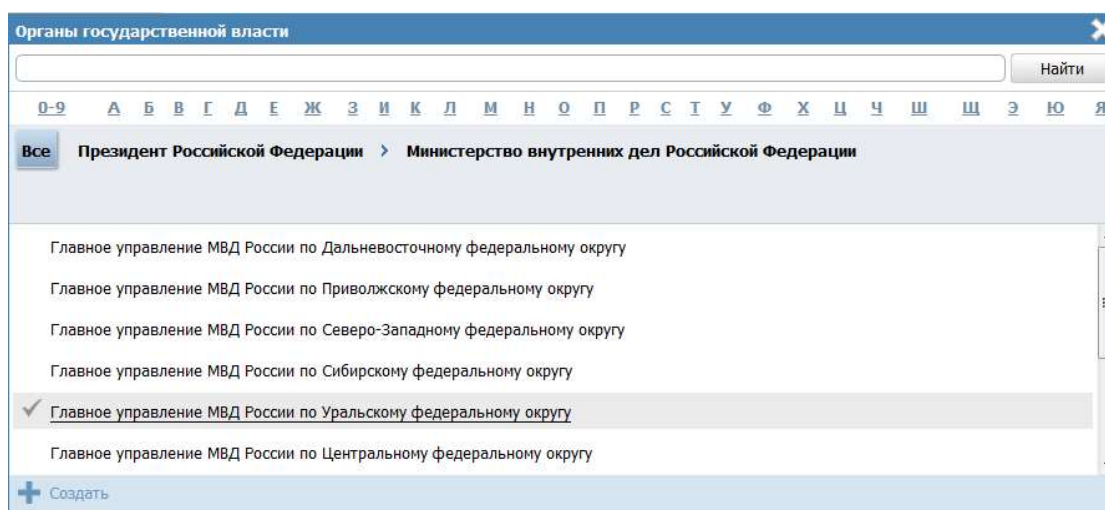 Органы государственной власти
Найти
0-9 А Б В Г Д Е Ж З И К Л М Н О П Р С Т У Ф Х Ц Ч Ш Щ Э Ю Я
Все Президент Российской Федерации > Министерство внутренних дел Российской Федерации
Главное управление МВД России по Дальневосточному федеральному округу
Главное управление МВД России по Приволжскому федеральному округу
Главное управление МВД России по Северо-Западному федеральному округу
Главное управление МВД России по Сибирскому федеральному округу
Главное управление МВД России по Уральскому федеральному округу
Главное управление МВД России по Центральному федеральному округу
Создать